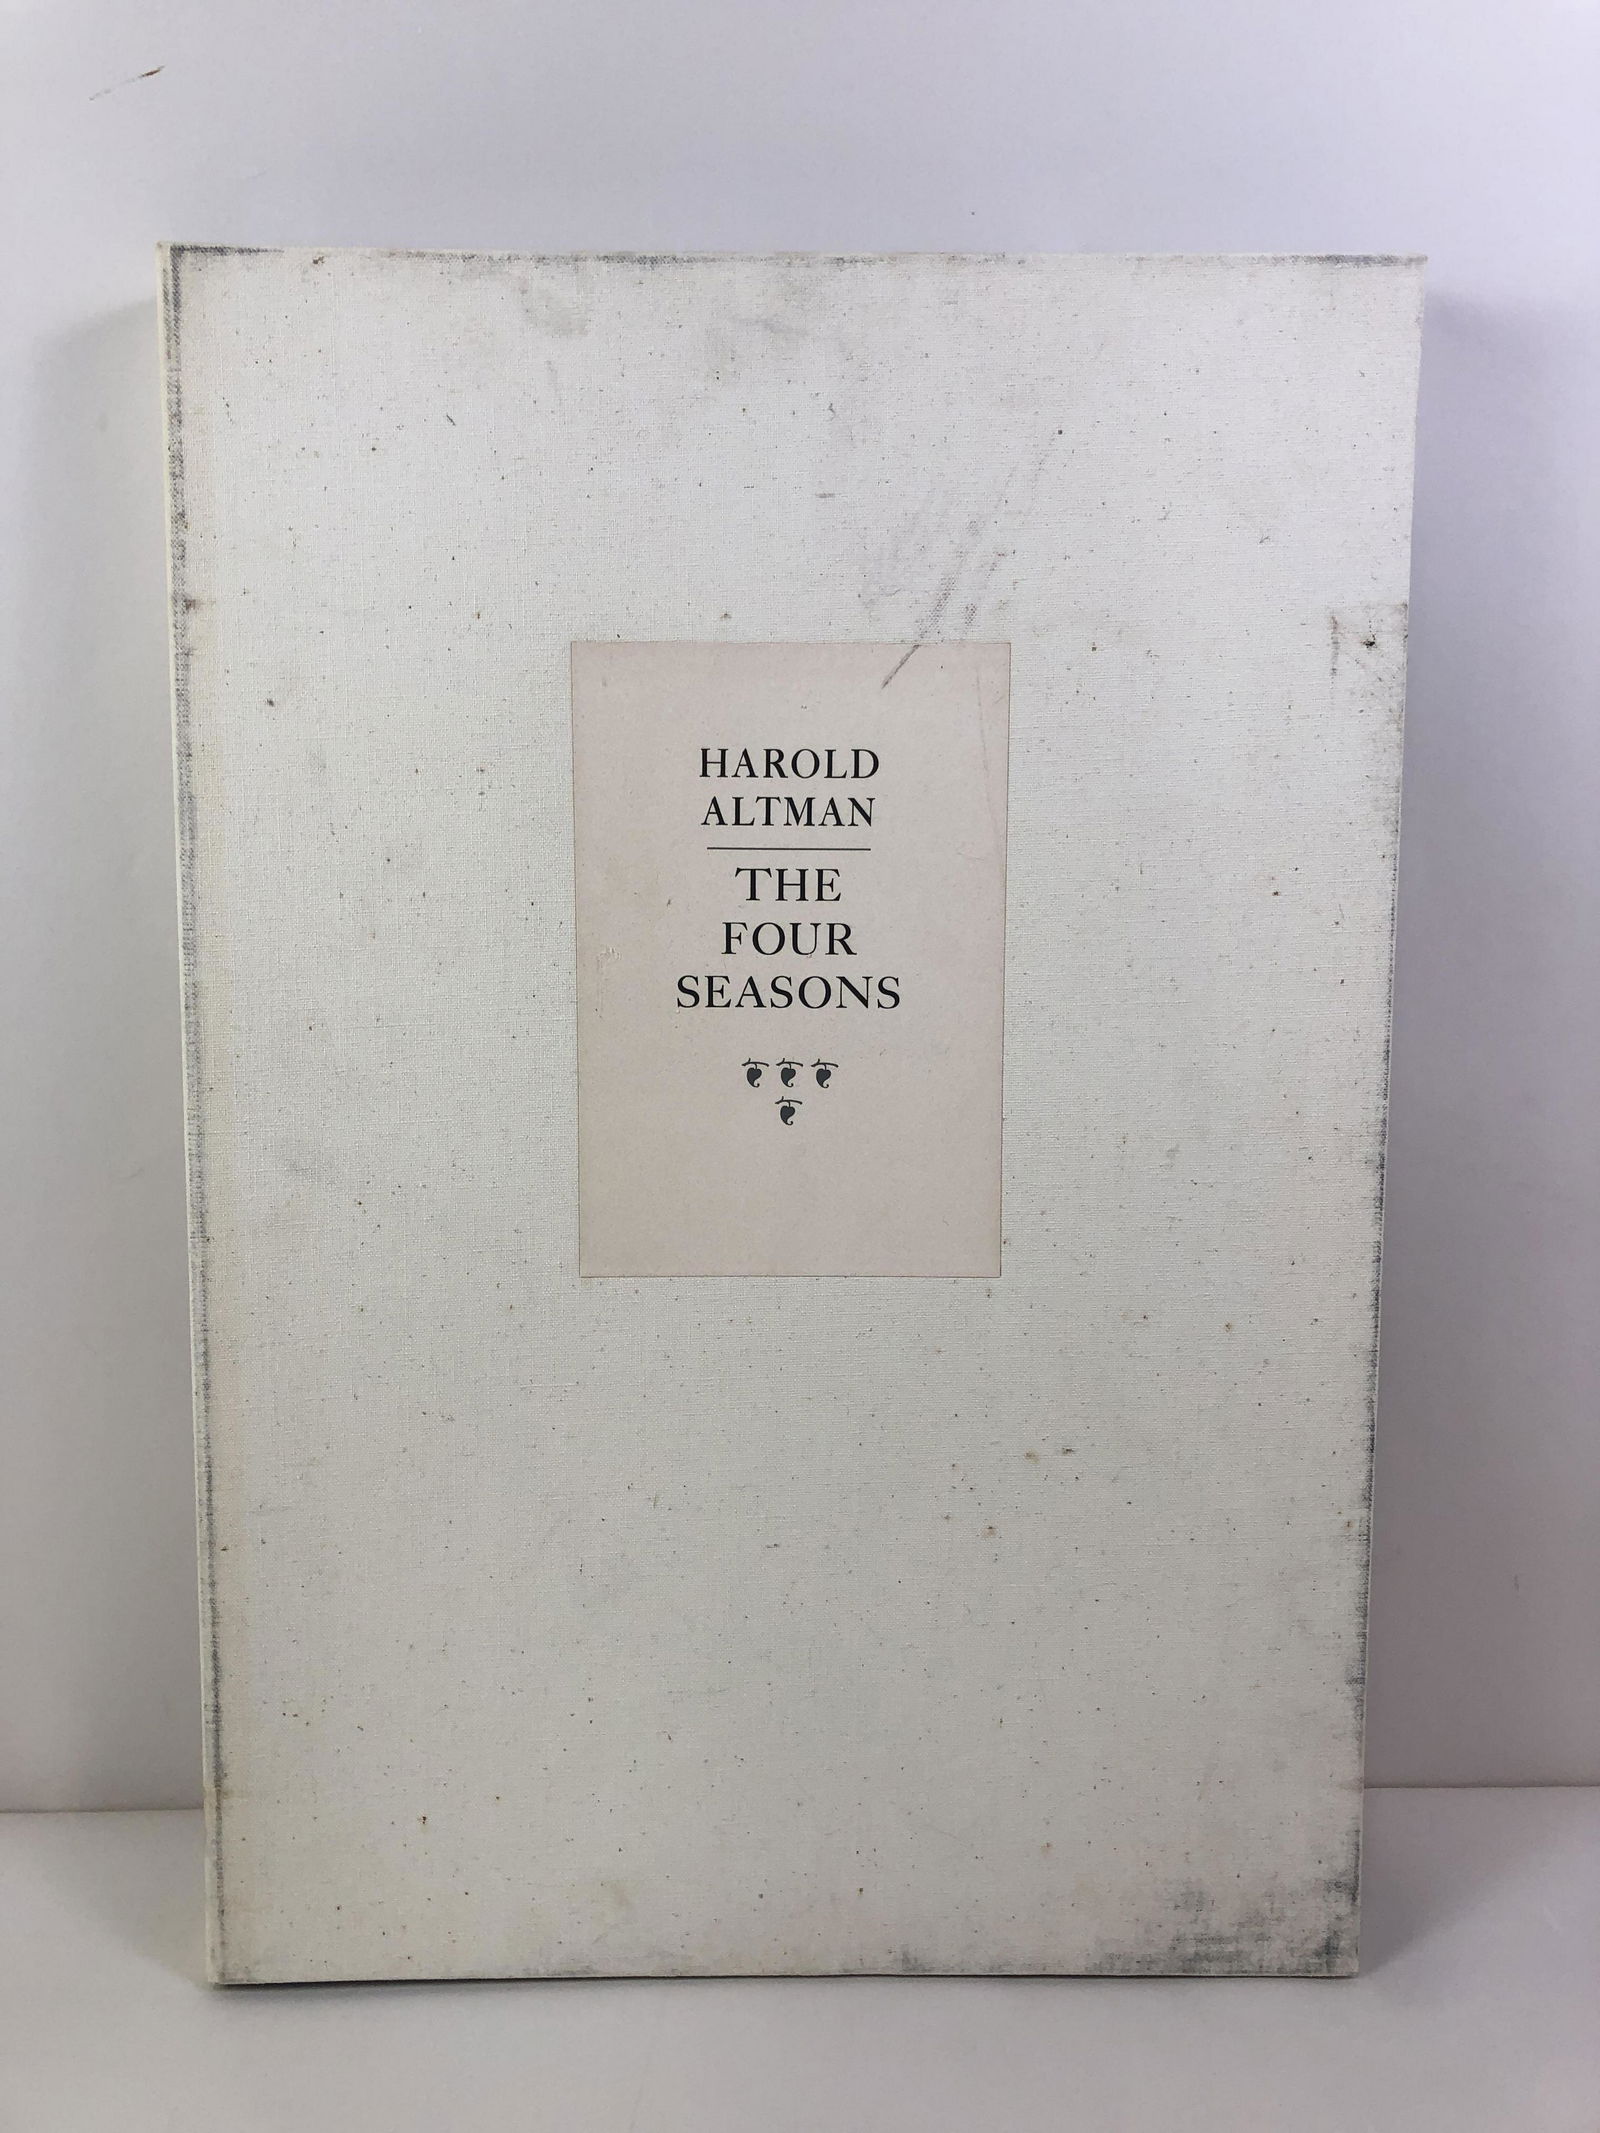 HAROLD
ALTMAN
THE
FOUR
SEASONS